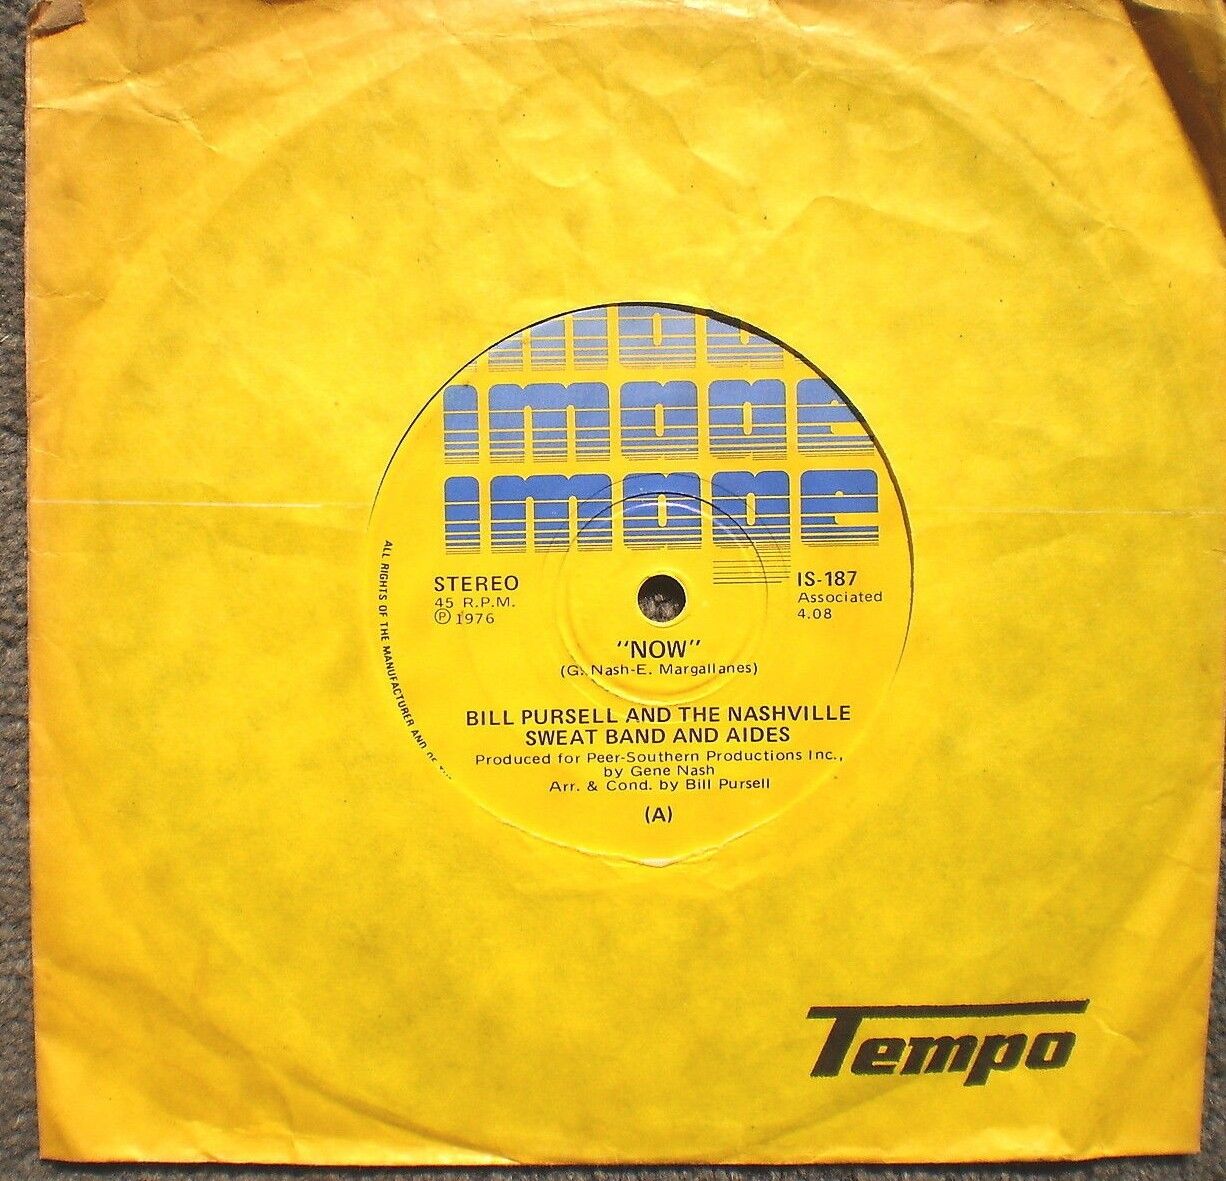 image
image
image
STEREO
45 R.P.M.
Ⓟ 1976
IS-187
Associated
4.08
"NOW"
(G. Nash-E. Margallanes)
BILL PURSELL AND THE NASHVILLE
SWEAT BAND AND AIDES
Produced for Peer-Southern Productions Inc.,
by Gene Nash
Arr. & Cond. by Bill Pursell
(A)
ALL RIGHTS OF THE MANUFACTURER AND OF
Tempo